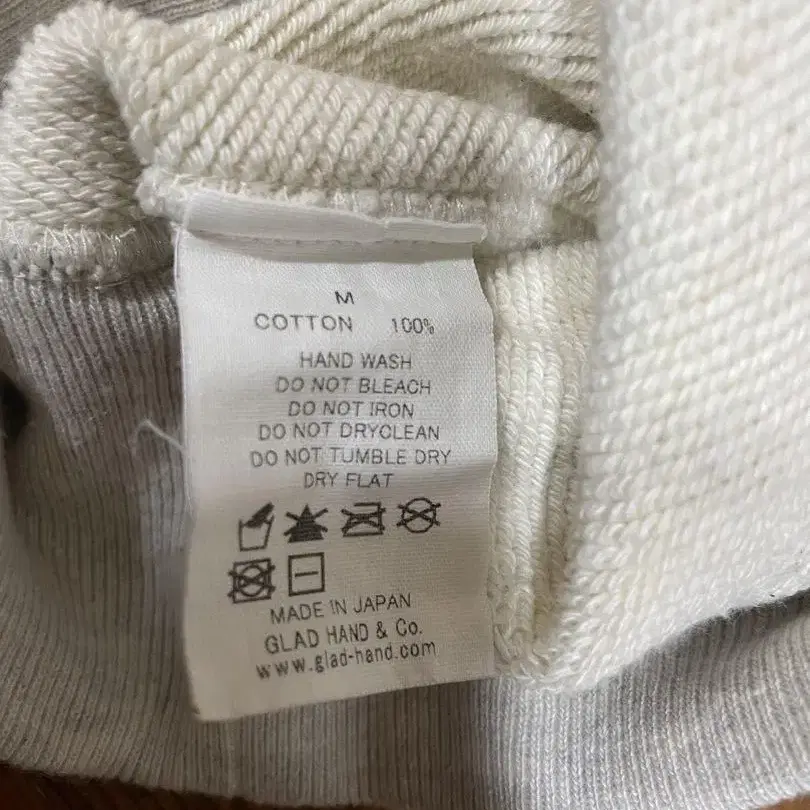 M
COTTON 100%
HAND WASH
DO NOT BLEACH
DO NOT IRON
DO NOT DRYCLEAN
DO NOT TUMBLE DRY
DRY FLAT
MADE IN JAPAN
GLAD HAND & Co.
www.glad-hand.com